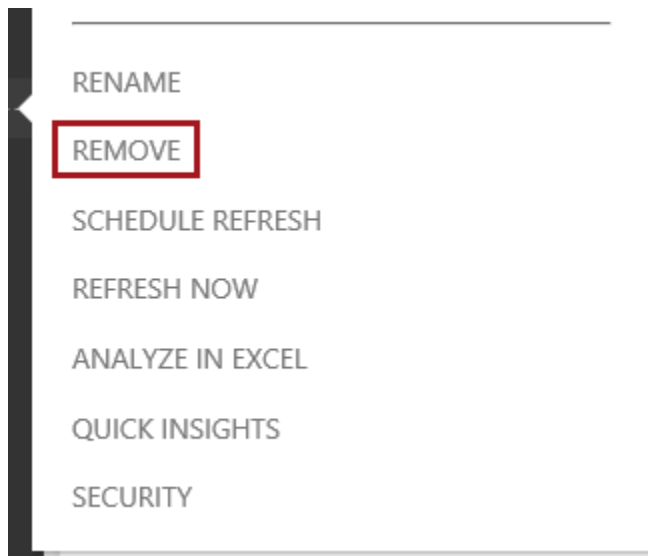 RENAME
REMOVE
SCHEDULE REFRESH
REFRESH NOW
ANALYZE IN EXCEL
QUICK INSIGHTS
SECURITY